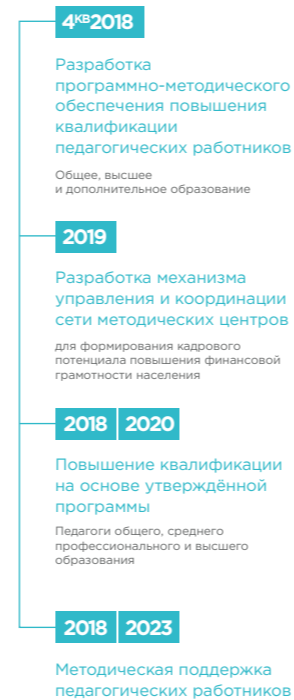 4КВ2018
Разработка
программно-методического
обеспечения повышения
квалификации
педагогических работников
Общее, высшее
и дополнительное образование
2019
Разработка механизма
управления и координации
сети методических центров
для формирования кадрового
потенциала повышения финансовой
грамотности населения
2018 2020
Повышение квалификации
на основе утверждённой
программы
Педагоги общего, среднего
профессионального и высшего
образования
2018 2023
Методическая поддержка
педагогических работников